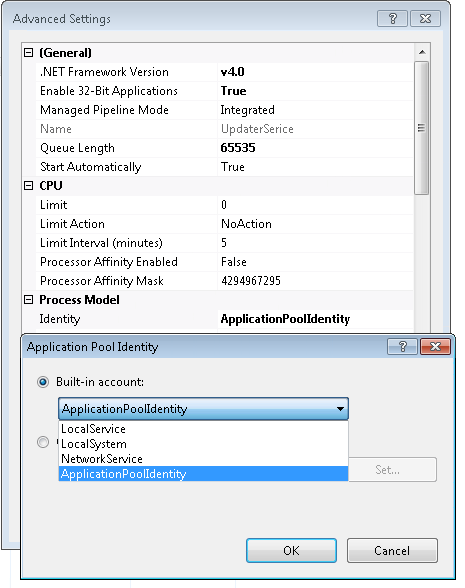 Advanced Settings
(General)
.NET Framework Version v4.0
Enable 32-Bit Applications True
Managed Pipeline Mode Integrated
Name UpdaterSerice
Queue Length 65535
Start Automatically True
CPU
Limit 0
Limit Action NoAction
Limit Interval (minutes) 5
Processor Affinity Enabled False
Processor Affinity Mask 4294967295
Process Model
Identity ApplicationPoolIdentity
Application Pool Identity
Built-in account:
ApplicationPoolIdentity
LocalService
LocalSystem
NetworkService
ApplicationPoolIdentity
Set...
OK Cancel